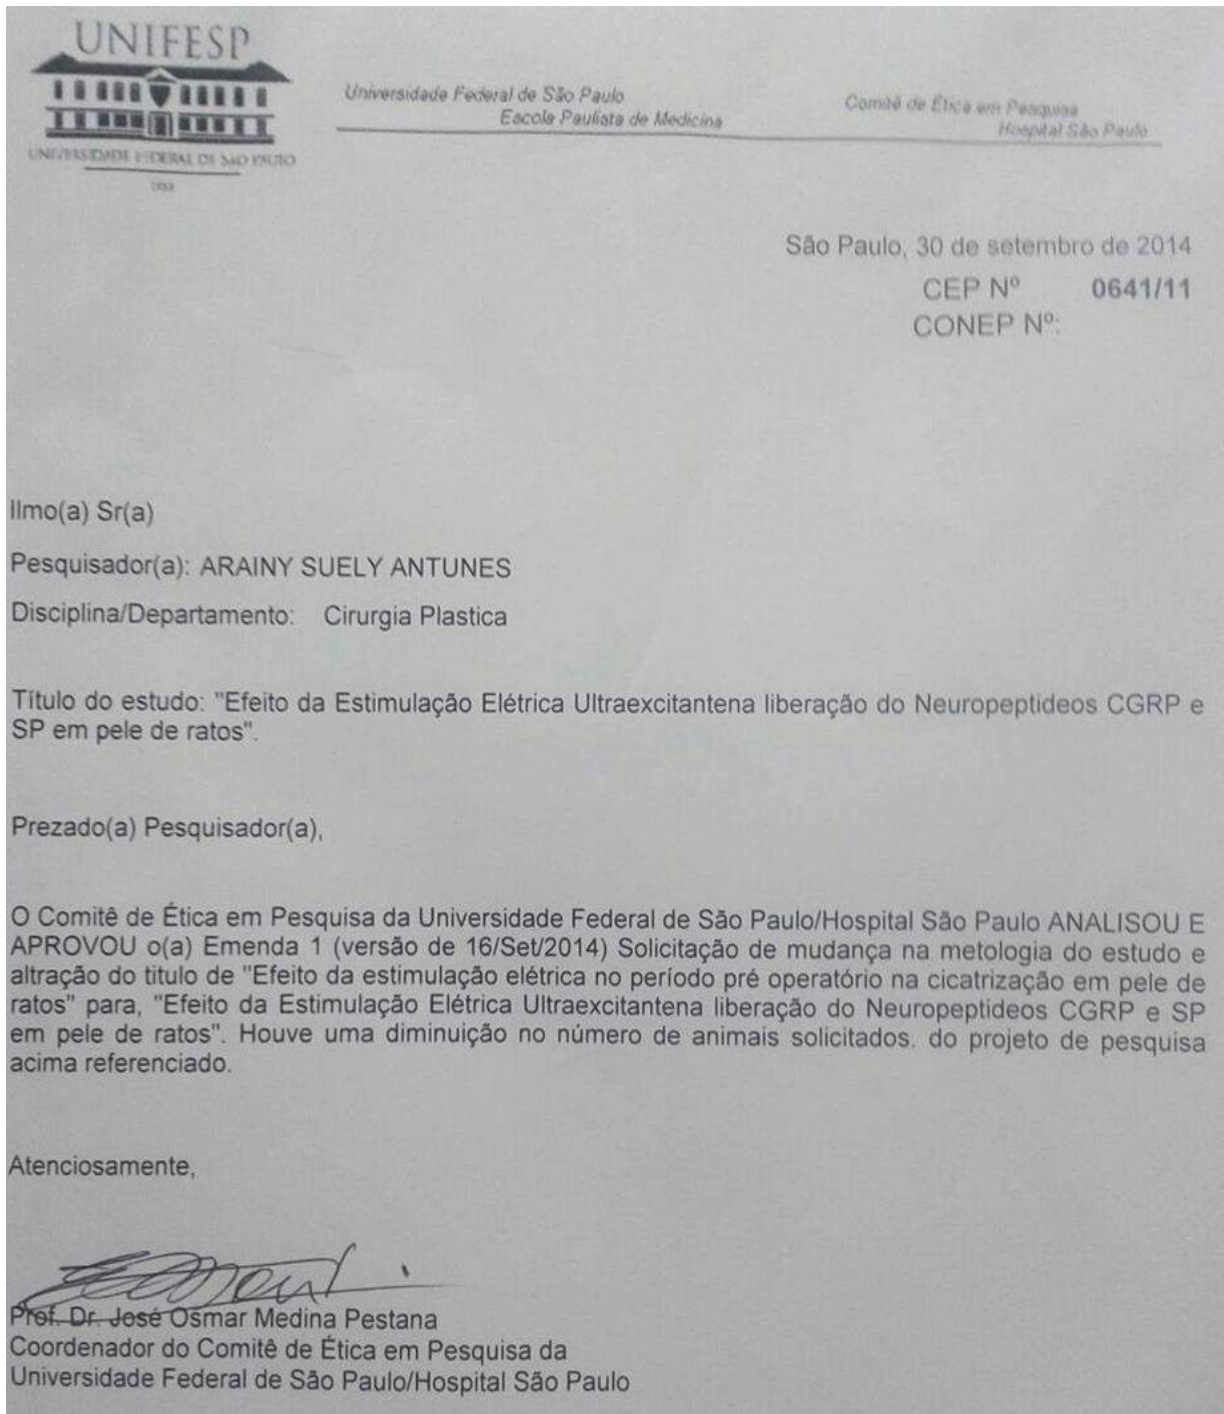 UNIFESP
UNIVERSIDADE FEDERAL DE SÃO PAULO
Universidade Federal de São Paulo
Escola Paulista de Medicina
Comitê de Ética em Pesquisa
Hospital São Paulo
São Paulo, 30 de setembro de 2014
CEP Nº 0641/11
CONEP Nº:
Ilmo(a) Sr(a)
Pesquisador(a): ARAINY SUELY ANTUNES
Disciplina/Departamento: Cirurgia Plastica
Título do estudo: "Efeito da Estimulação Elétrica Ultraexcitantena liberação do Neuropeptideos CGRP e
SP em pele de ratos".
Prezado(a) Pesquisador(a),
O Comitê de Ética em Pesquisa da Universidade Federal de São Paulo/Hospital São Paulo ANALISOU E
APROVOU o(a) Emenda 1 (versão de 16/Set/2014) Solicitação de mudança na metologia do estudo e
altração do titulo de "Efeito da estimulação elétrica no período pré operatório na cicatrização em pele de
ratos" para, "Efeito da Estimulação Elétrica Ultraexcitantena liberação do Neuropeptideos CGRP e SP
em pele de ratos". Houve uma diminuição no número de animais solicitados. do projeto de pesquisa
acima referenciado.
Atenciosamente,
Prof. Dr. José Osmar Medina Pestana
Coordenador do Comitê de Ética em Pesquisa da
Universidade Federal de São Paulo/Hospital São Paulo